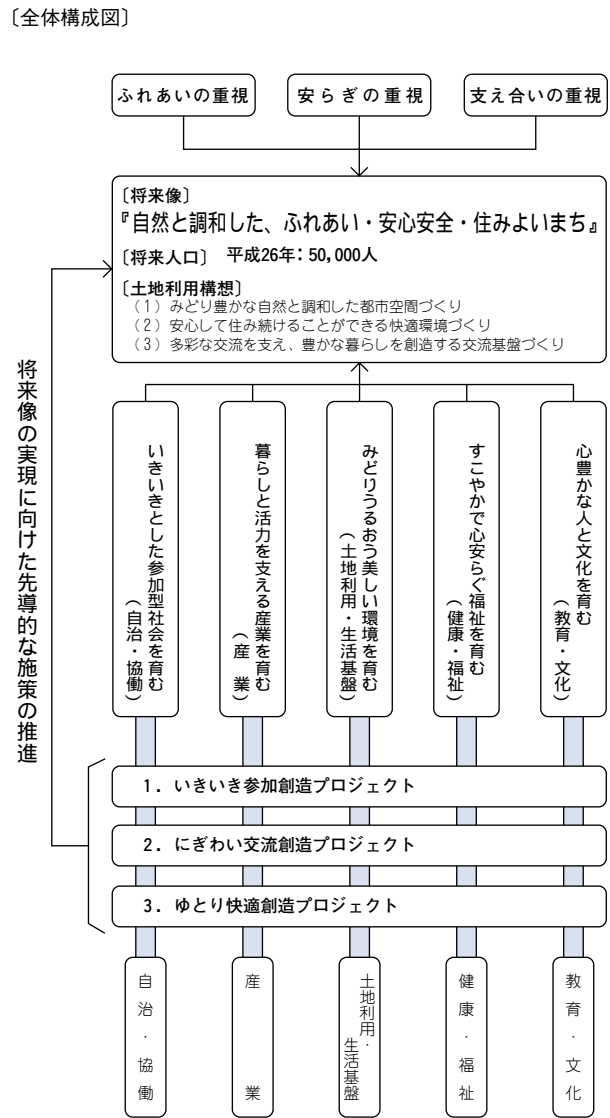 〔全体構成図〕
ふれあいの重視
安らぎの重視
支え合いの重視
〔将来像〕
『自然と調和した、ふれあい・安心安全・住みよいまち』
〔将来人口〕 平成26年：50,000人
〔土地利用構想〕
（1）みどり豊かな自然と調和した都市空間づくり
（2）安心して住み続けることができる快適環境づくり
（3）多彩な交流を支え、豊かな暮らしを創造する交流基盤づくり
将来像の実現に向けた先導的な施策の推進
いきいきとした参加型社会を育む
（自治・協働）
暮らしと活力を支える産業を育む
（産　業）
みどりうるおう美しい環境を育む
（土地利用・生活基盤）
すこやかで心安らぐ福祉を育む
（健康・福祉）
心豊かな人と文化を育む
（教育・文化）
1．いきいき参加創造プロジェクト
2．にぎわい交流創造プロジェクト
3．ゆとり快適創造プロジェクト
自治・協働
産　業
土地利用・
生活基盤
健康・福祉
教育・文化